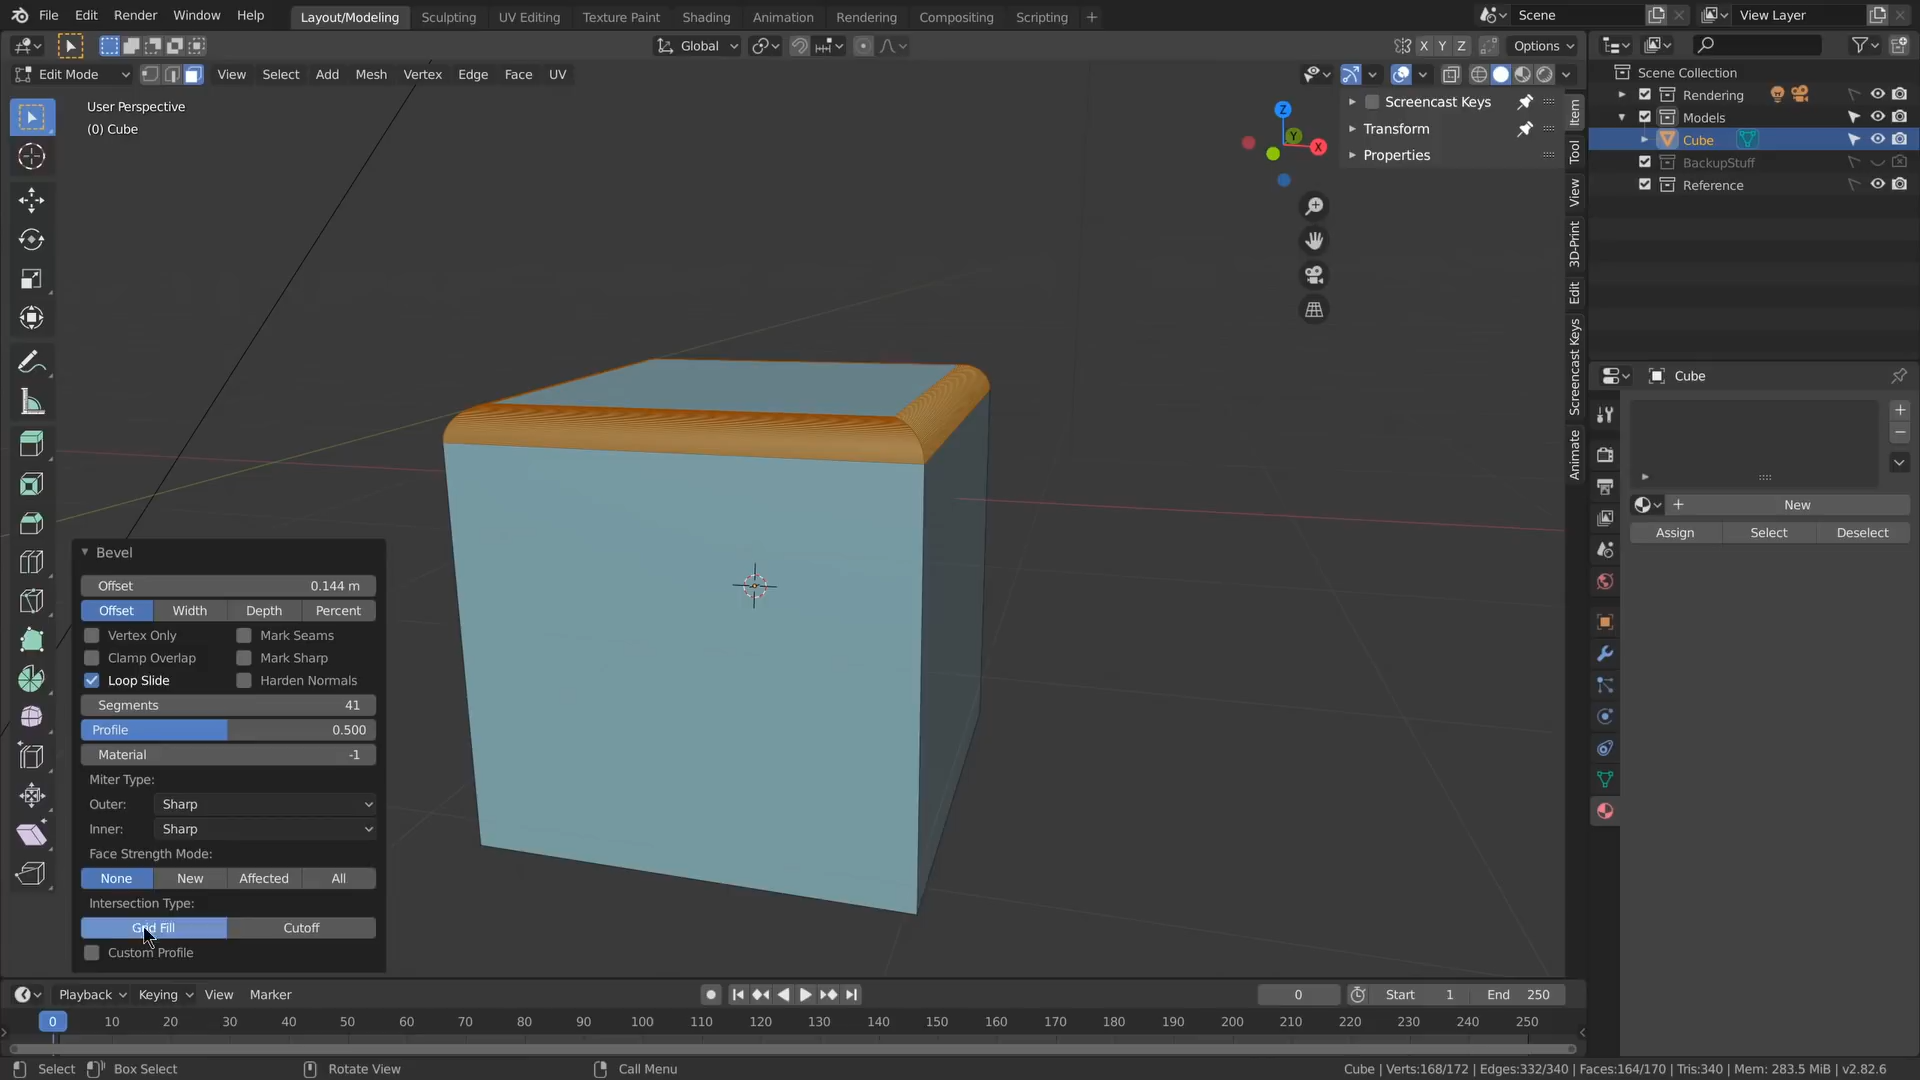 File Edit Render Window Help Layout/Modeling Sculpting UV Editing Texture Paint Shading Animation Rendering Compositing Scripting + Scene View Layer
Global X Y Z Options
Edit Mode View Select Add Mesh Vertex Edge Face UV
User Perspective
(0) Cube
Z
Y
X
Screencast Keys
Transform
Properties
Item
Tool
View
3D-Print
Edit
Screencast Keys
Animate
Scene Collection
Rendering
Models
Cube
BackupStuff
Reference
Cube
New
Assign Select Deselect
Bevel
Offset 0.144 m
Offset Width Depth Percent
Vertex Only Mark Seams
Clamp Overlap Mark Sharp
Loop Slide Harden Normals
Segments 41
Profile 0.500
Material -1
Miter Type:
Outer: Sharp
Inner: Sharp
Face Strength Mode:
None New Affected All
Intersection Type:
Grid Fill Cutoff
Custom Profile
Playback Keying View Marker 0 Start 1 End 250
0 10 20 30 40 50 60 70 80 90 100 110 120 130 140 150 160 170 180 190 200 210 220 230 240 250
Select Box Select Rotate View Call Menu Cube | Verts:168/172 | Edges:332/340 | Faces:164/170 | Tris:340 | Mem: 283.5 MiB | v2.82.6